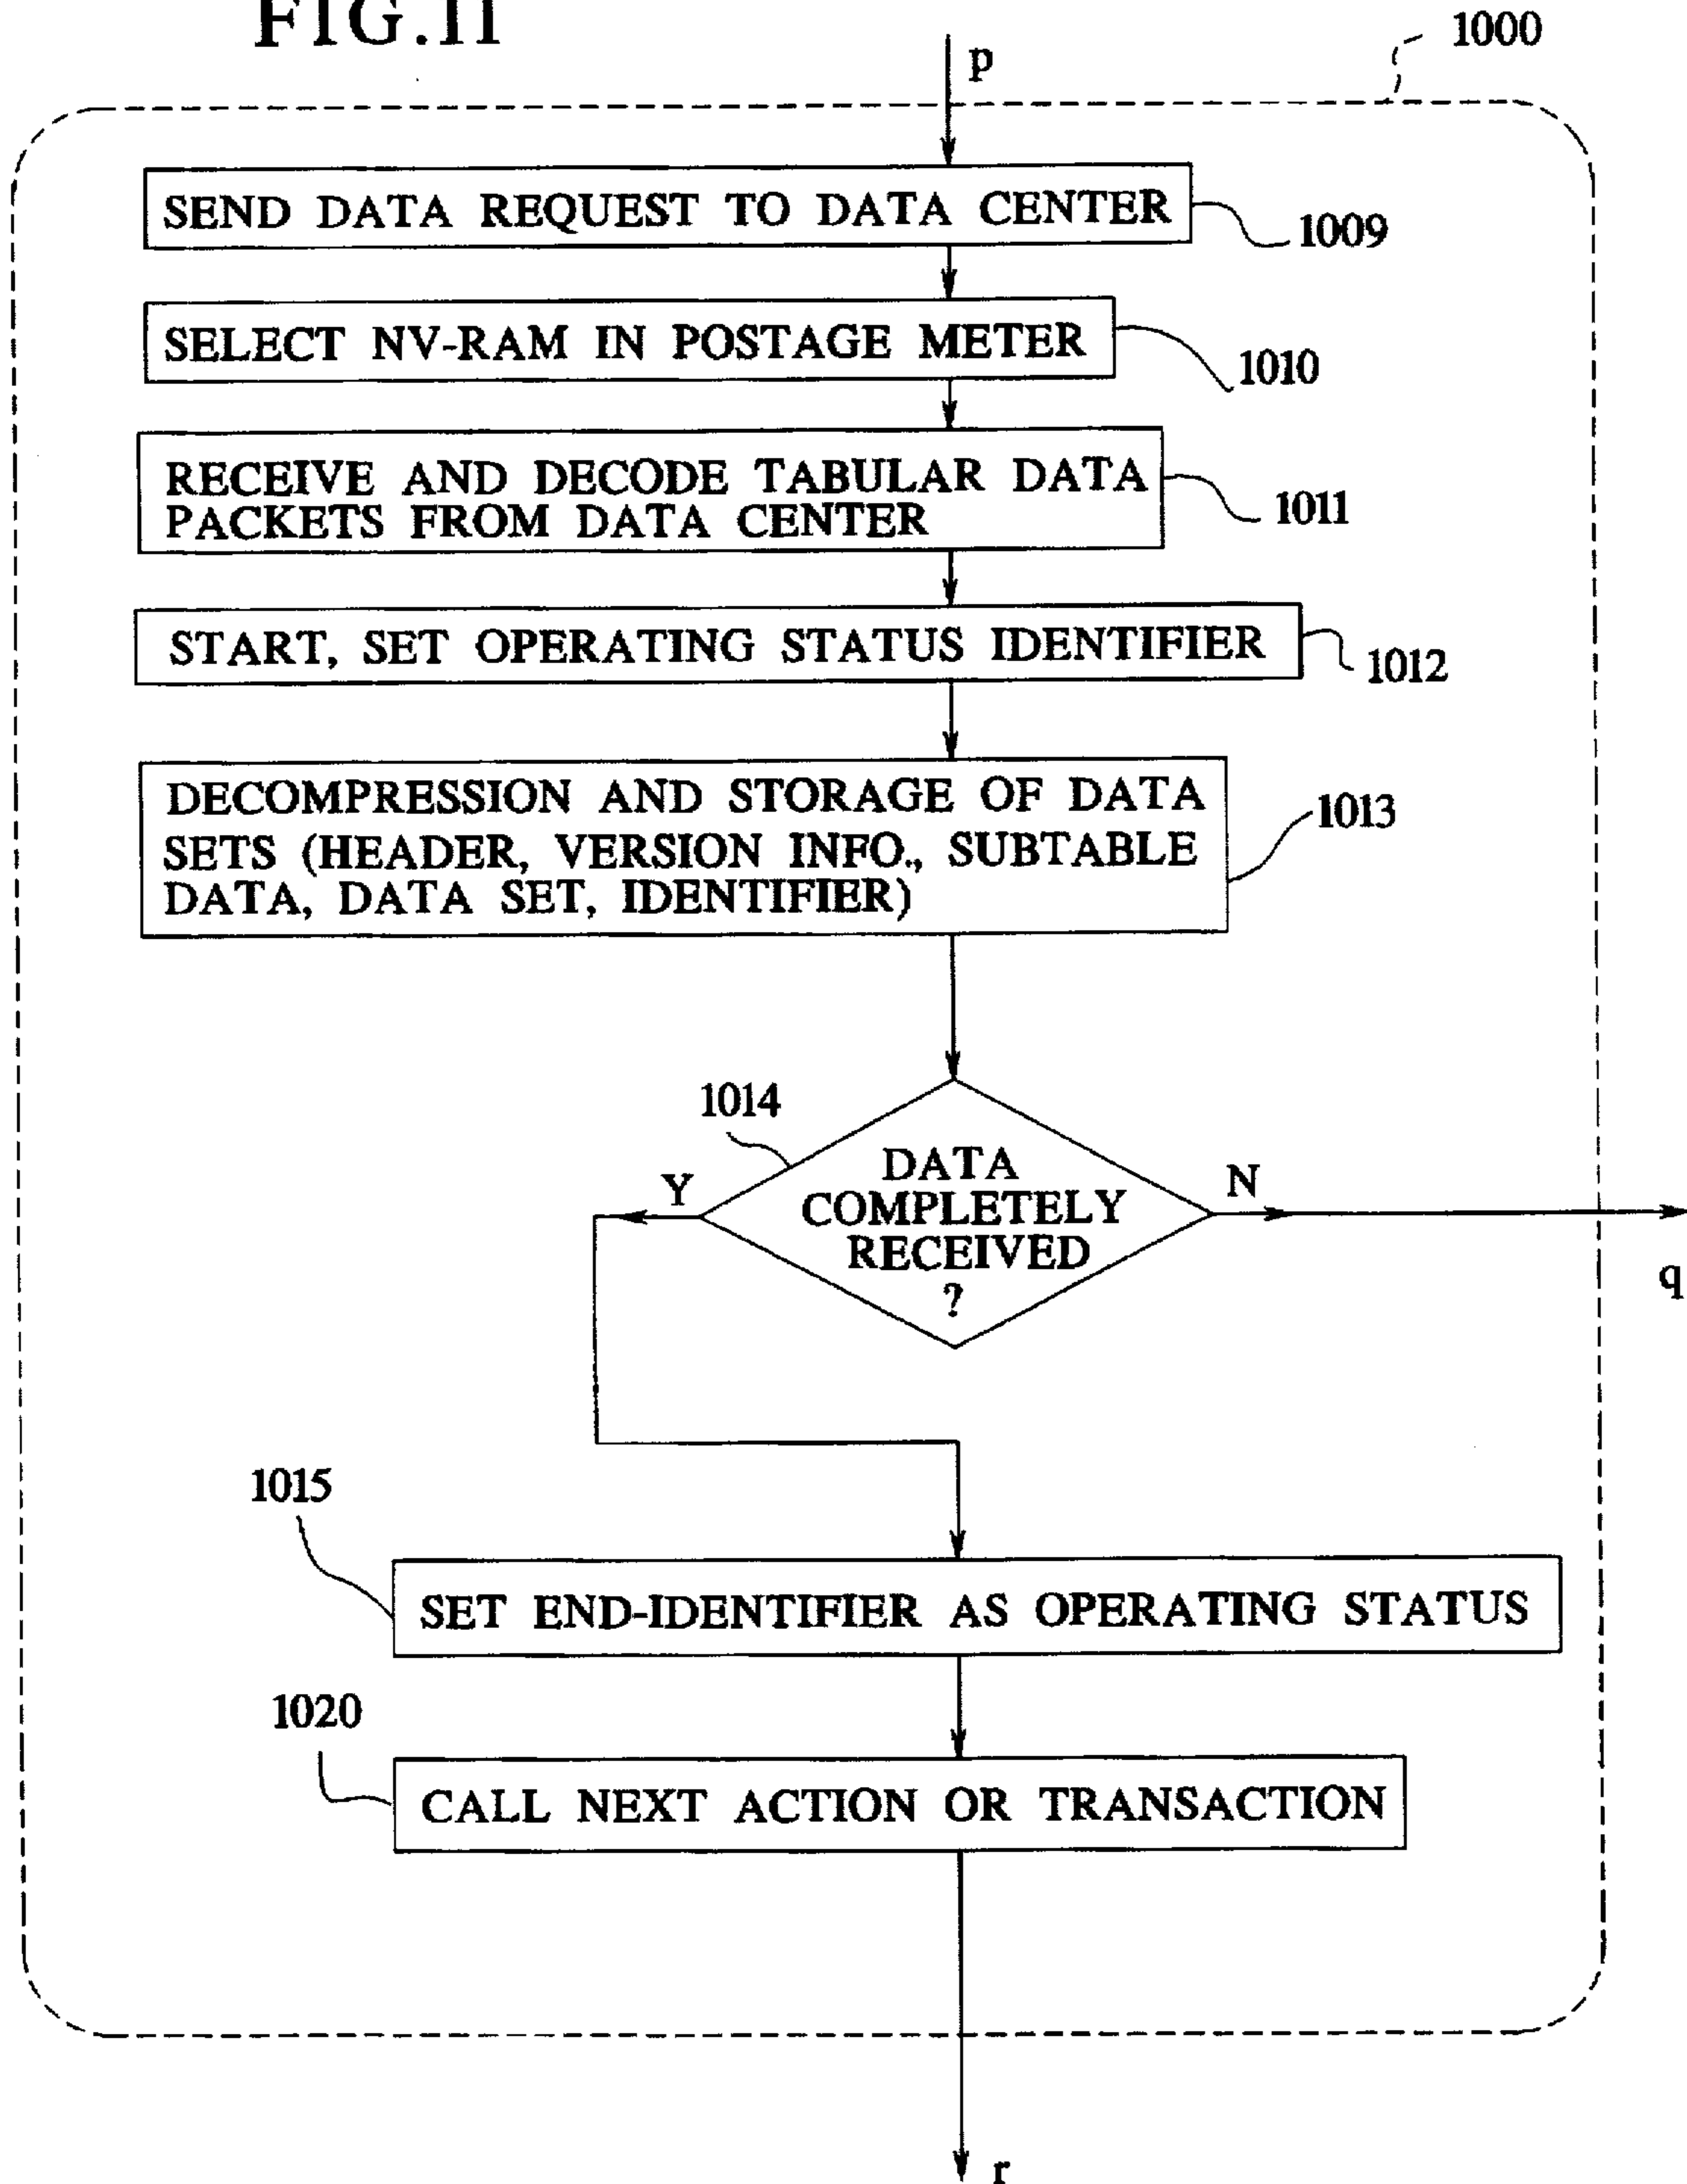 FIG.11
1000
p
SEND DATA REQUEST TO DATA CENTER
1009
SELECT NV-RAM IN POSTAGE METER
1010
RECEIVE AND DECODE TABULAR DATA
PACKETS FROM DATA CENTER
1011
START, SET OPERATING STATUS IDENTIFIER
1012
DECOMPRESSION AND STORAGE OF DATA
SETS (HEADER, VERSION INFO., SUBTABLE
DATA, DATA SET, IDENTIFIER)
1013
1014
DATA
COMPLETELY
RECEIVED
?
Y
N
q
1015
SET END-IDENTIFIER AS OPERATING STATUS
1020
CALL NEXT ACTION OR TRANSACTION
r